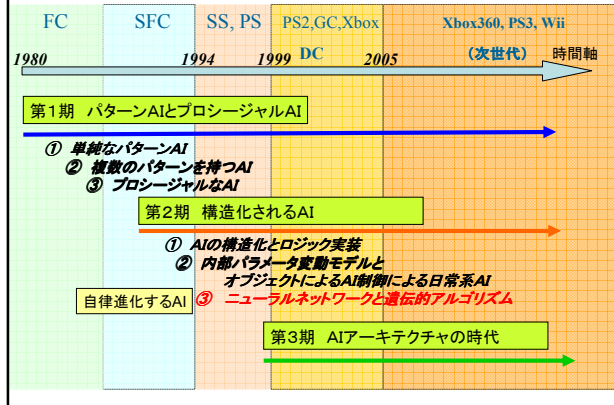 FC SFC SS, PS PS2,GC,Xbox Xbox360, PS3, Wii
DC (次世代) 時間軸
1980 1994 1999 2005
第1期 パターンAIとプロシージャルAI
① 単純なパターンAI
② 複数のパターンを持つAI
③ プロシージャルなAI
第2期 構造化されるAI
① AIの構造化とロジック実装
② 内部パラメータ変動モデルと
オブジェクトによるAI制御による日常系AI
自律進化するAI ③ ニューラルネットワークと遺伝的アルゴリズム
第3期 AIアーキテクチャの時代